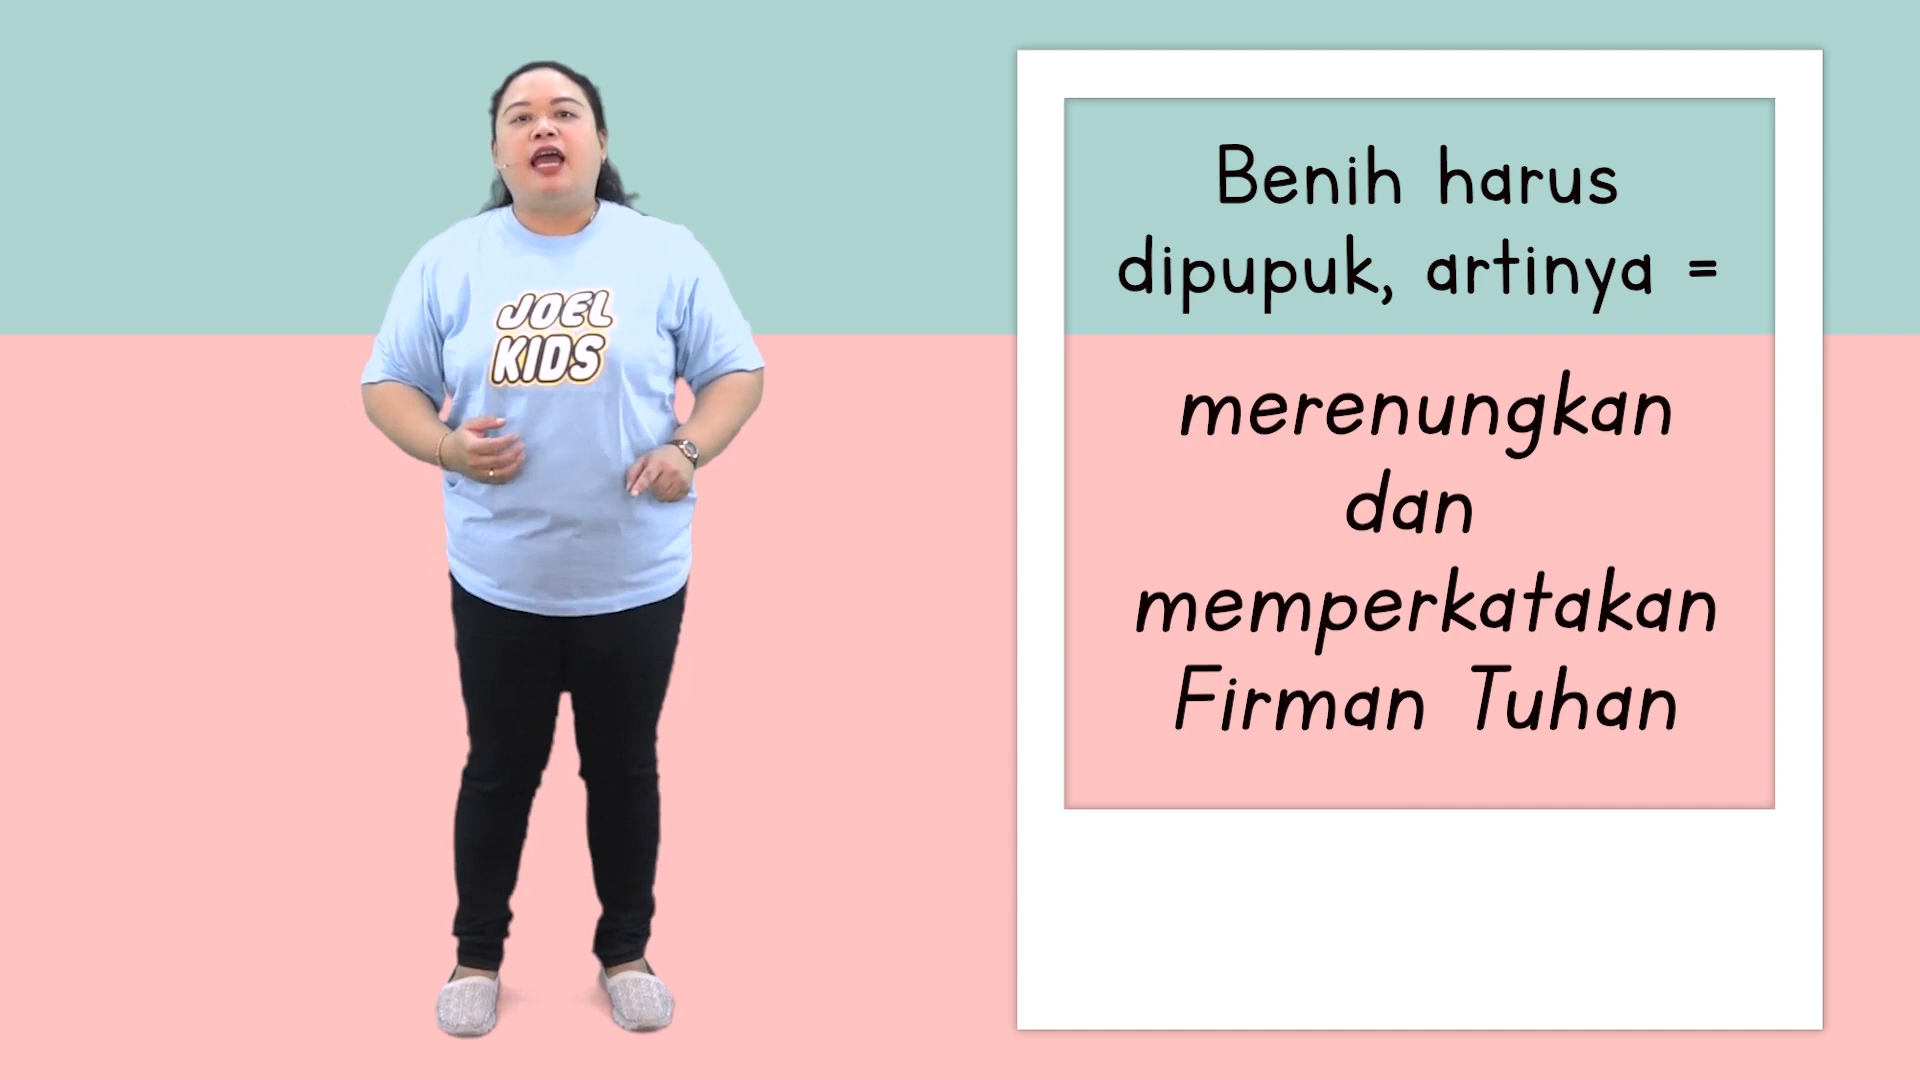 JOEL
KIDS
Benih harus
dipupuk, artinya =
merenungkan
dan
memperkatakan
Firman Tuhan